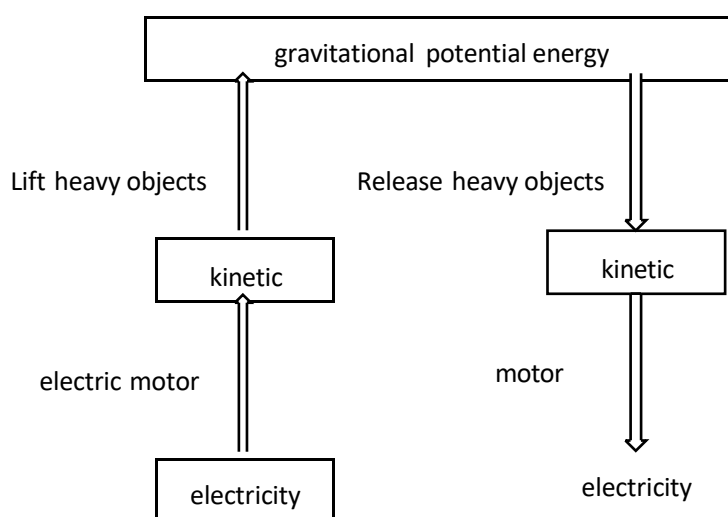 gravitational potential energy
Lift heavy objects
Release heavy objects
kinetic
kinetic
electric motor
motor
electricity
electricity